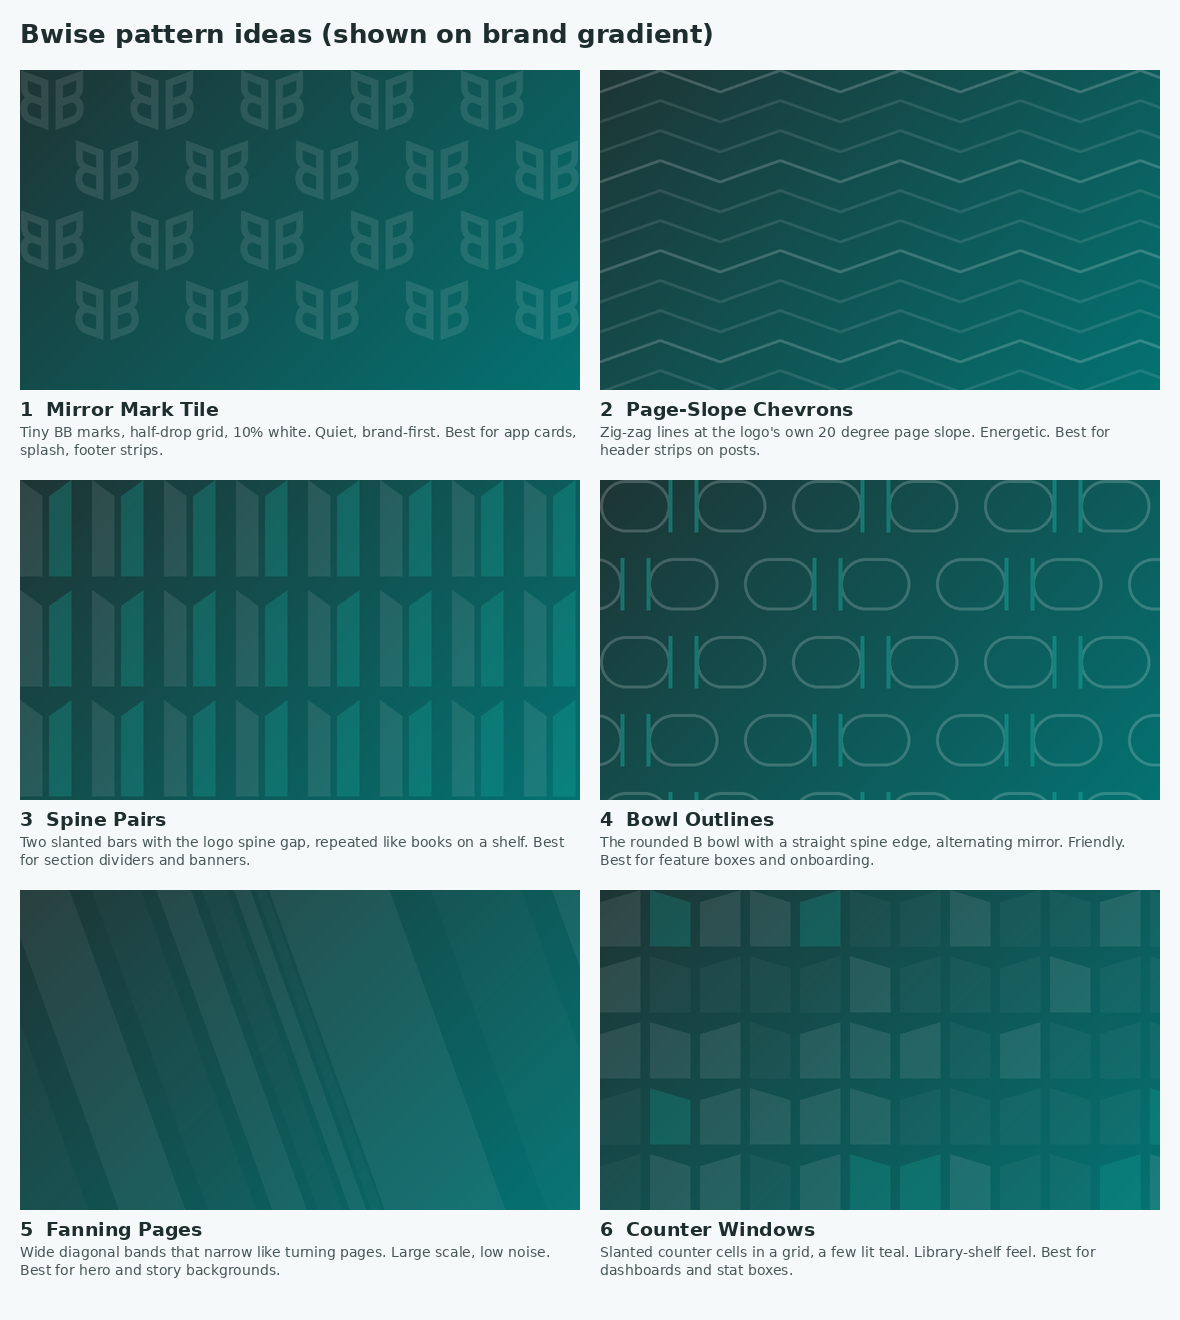 Bwise pattern ideas (shown on brand gradient)
1 Mirror Mark Tile
Tiny BB marks, half-drop grid, 10% white. Quiet, brand-first. Best for app cards,
splash, footer strips.
2 Page-Slope Chevrons
Zig-zag lines at the logo's own 20 degree page slope. Energetic. Best for
header strips on posts.
3 Spine Pairs
Two slanted bars with the logo spine gap, repeated like books on a shelf. Best
for section dividers and banners.
4 Bowl Outlines
The rounded B bowl with a straight spine edge, alternating mirror. Friendly.
Best for feature boxes and onboarding.
5 Fanning Pages
Wide diagonal bands that narrow like turning pages. Large scale, low noise.
Best for hero and story backgrounds.
6 Counter Windows
Slanted counter cells in a grid, a few lit teal. Library-shelf feel. Best for
dashboards and stat boxes.